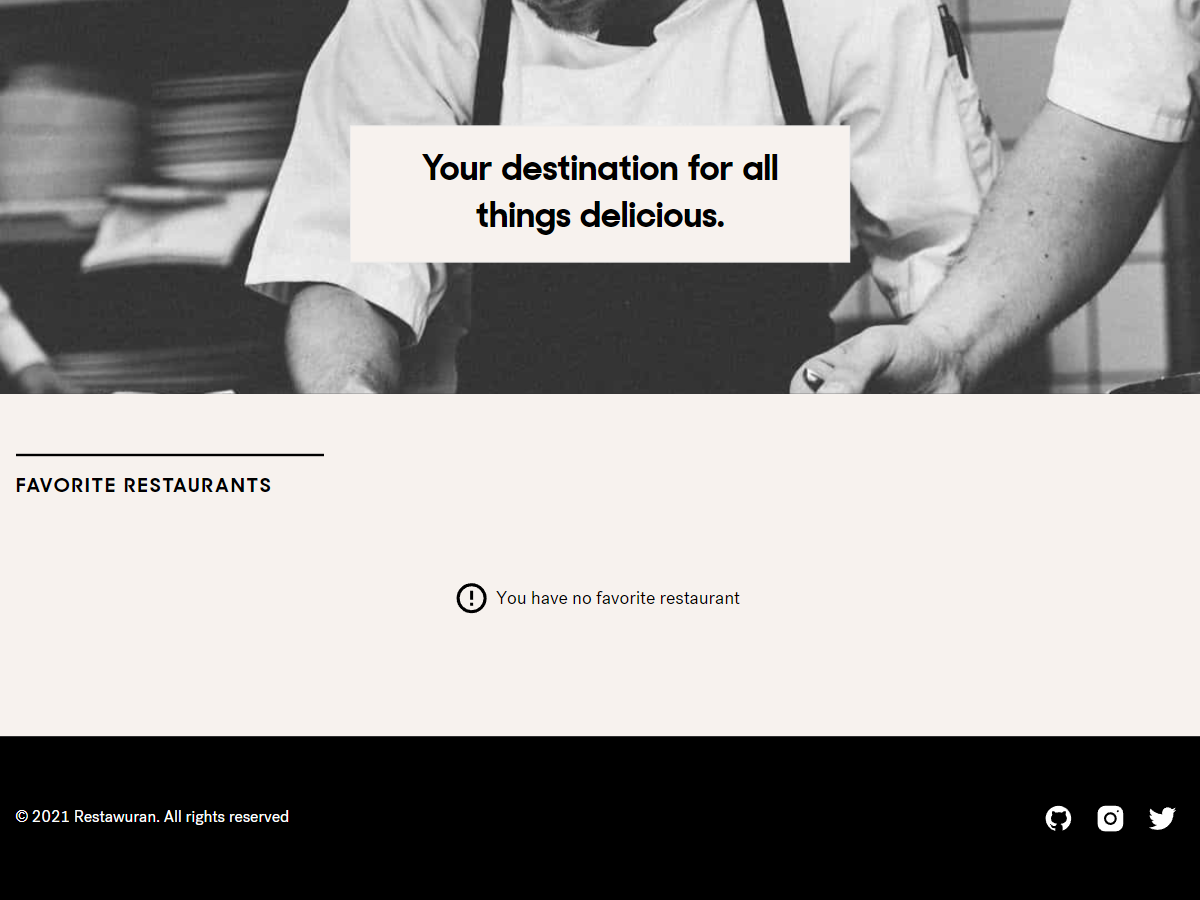 Your destination for all
things delicious.
FAVORITE RESTAURANTS
You have no favorite restaurant
© 2021 Restawuran. All rights reserved